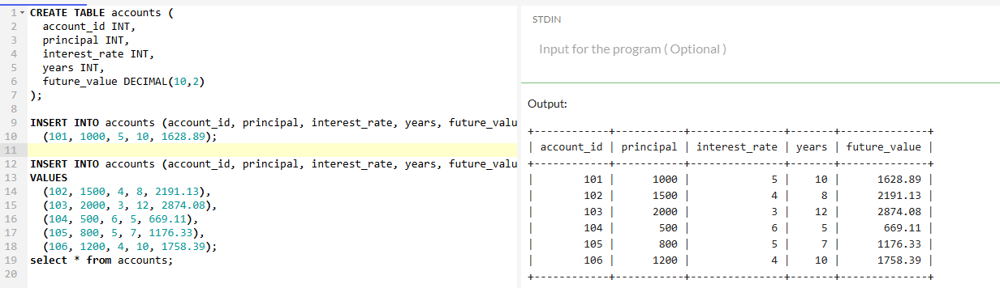 1 CREATE TABLE accounts (
2 account_id INT,
3 principal INT,
4 interest_rate INT,
5 years INT,
6 future_value DECIMAL(10,2)
7 );
8
9 INSERT INTO accounts (account_id, principal, interest_rate, years, future_valu
10 (101, 1000, 5, 10, 1628.89);
11
12 INSERT INTO accounts (account_id, principal, interest_rate, years, future_valu
13 VALUES
14 (102, 1500, 4, 8, 2191.13),
15 (103, 2000, 3, 12, 2874.08),
16 (104, 500, 6, 5, 669.11),
17 (105, 800, 5, 7, 1176.33),
18 (106, 1200, 4, 10, 1758.39);
19 select * from accounts;
20
STDIN
Input for the program ( Optional )
Output:
+------------+-----------+---------------+-------+--------------+
| account_id | principal | interest_rate | years | future_value |
+------------+-----------+---------------+-------+--------------+
| 101 | 1000 | 5 | 10 | 1628.89 |
| 102 | 1500 | 4 | 8 | 2191.13 |
| 103 | 2000 | 3 | 12 | 2874.08 |
| 104 | 500 | 6 | 5 | 669.11 |
| 105 | 800 | 5 | 7 | 1176.33 |
| 106 | 1200 | 4 | 10 | 1758.39 |
+------------+-----------+---------------+-------+--------------+